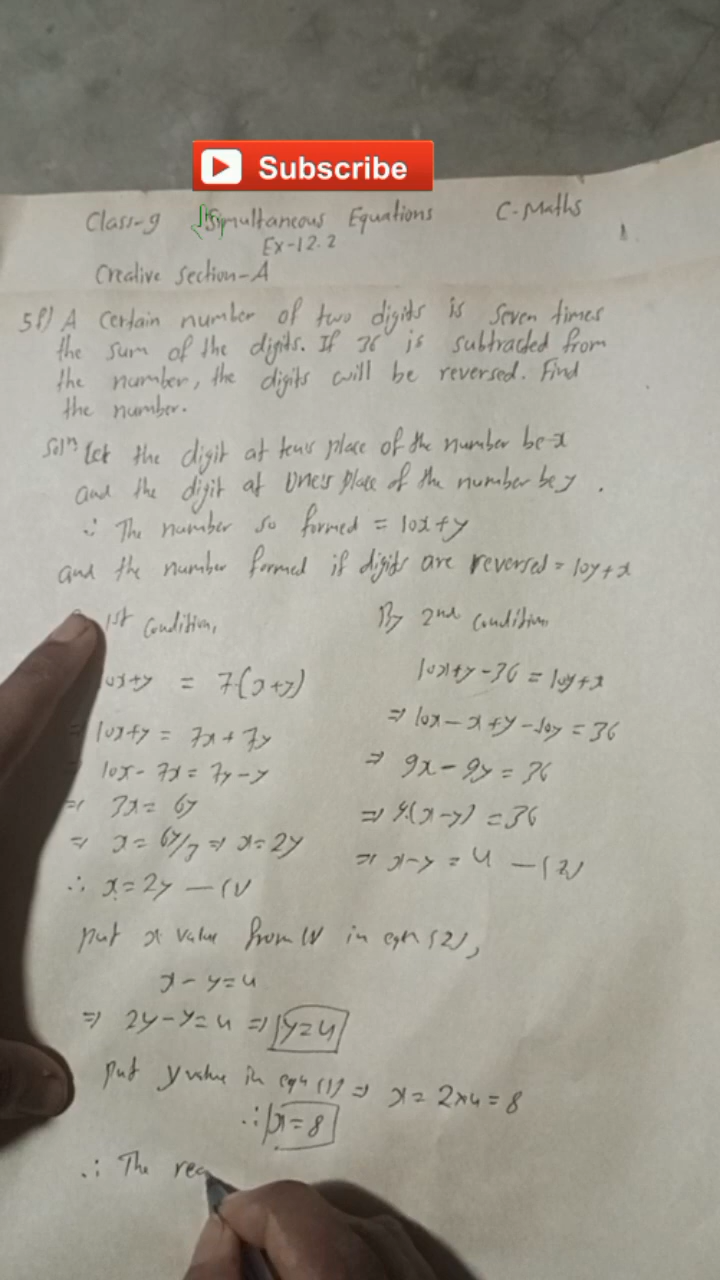 Subscribe
Class-9 Simultaneous Equations C-Maths
Ex-12.2
Creative Section-A
5f) A certain number of two digits is seven times
the sum of the digits. If 36 is subtracted from
the number, the digits will be reversed. Find
the number.
Solⁿ Let the digit at ten's place of the number be x
and the digit at One's place of the number be y.
∴ The number so formed = 10x+y
and the number formed if digits are reversed = 10y+x
1st Condition,
0x+y = 7(x+y)
10x+y = 7x+7y
10x-7x = 7y-y
⇒ 3x = 6y
⇒ x = 6y/3 ⇒ x = 2y
∴ x = 2y —(1)
By 2nd condition
10x+y-36 = 10y+x
⇒ 10x-x+y-10y = 36
⇒ 9x-9y = 36
⇒ 9(x-y) = 36
⇒ x-y = 4 —(2)
put x value from (1) in eqn (2),
x-y=4
⇒ 2y-y=4 ⇒ y=4
put y value in eqn (1) ⇒ x = 2x4 = 8
∴ x=8
∴ The req